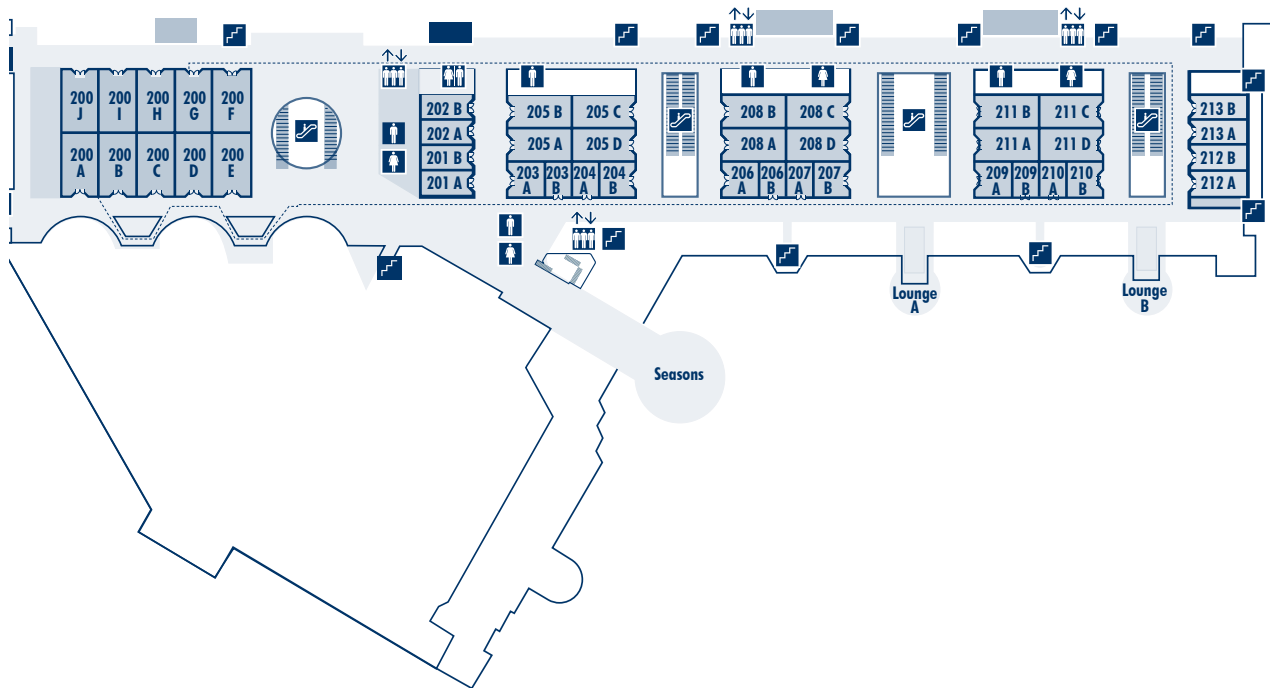 200
J
200
I
200
H
200
G
200
F
200
A
200
B
200
C
200
D
200
E
202 B
202 A
201 B
201 A
205 B
205 C
205 A
205 D
203
A
203
B
204
A
204
B
208 B
208 C
208 A
208 D
206
A
206
B
207
A
207
B
211 B
211 C
211 A
211 D
209
A
209
B
210
A
210
B
213 B
213 A
212 B
212 A
Lounge
A
Lounge
B
Seasons